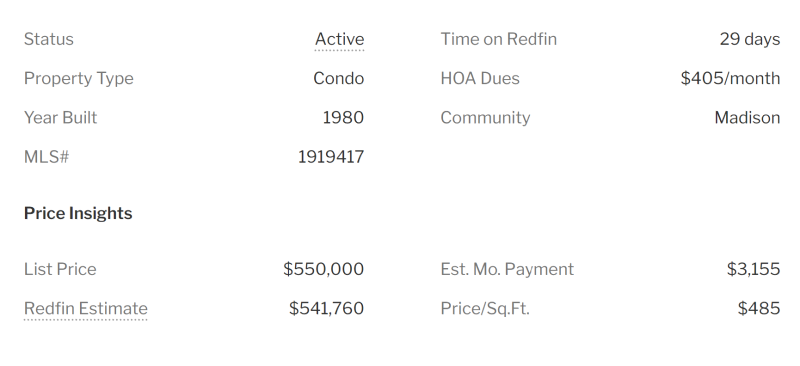 Status Active Time on Redfin 29 days
Property Type Condo HOA Dues $405/month
Year Built 1980 Community Madison
MLS# 1919417
Price Insights
List Price $550,000 Est. Mo. Payment $3,155
Redfin Estimate $541,760 Price/Sq.Ft. $485